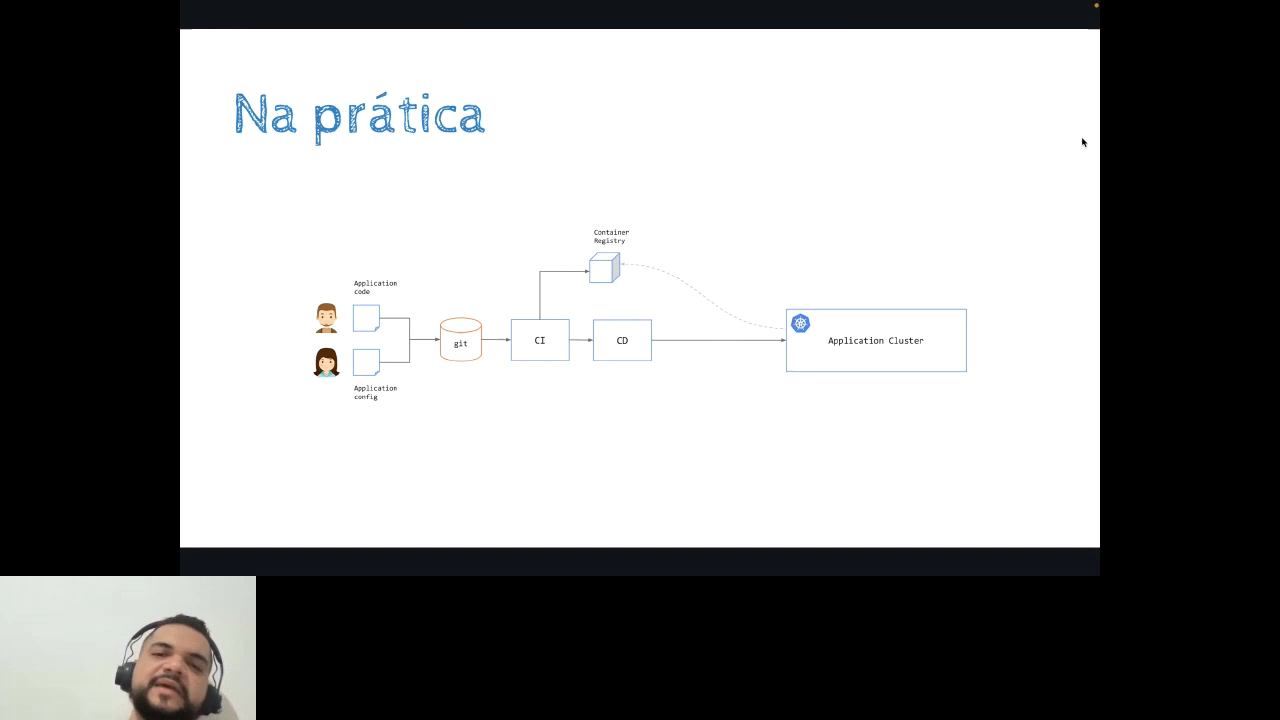 Na prática
Container
Registry
Application
code
git
CI
CD
Application Cluster
Application
config